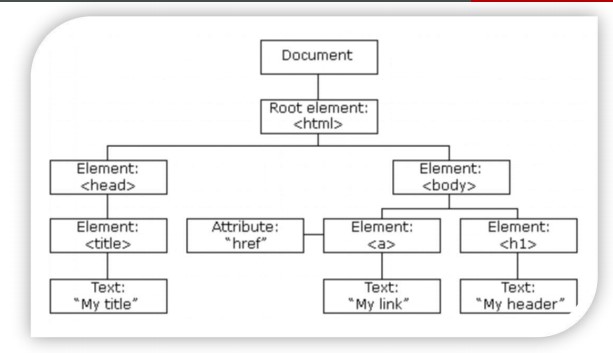 Document
Root element:
<html>
Element:
<head>
Element:
<body>
Element:
<title>
Attribute:
"href"
Element:
<a>
Element:
<h1>
Text:
"My title"
Text:
"My link"
Text:
"My header"